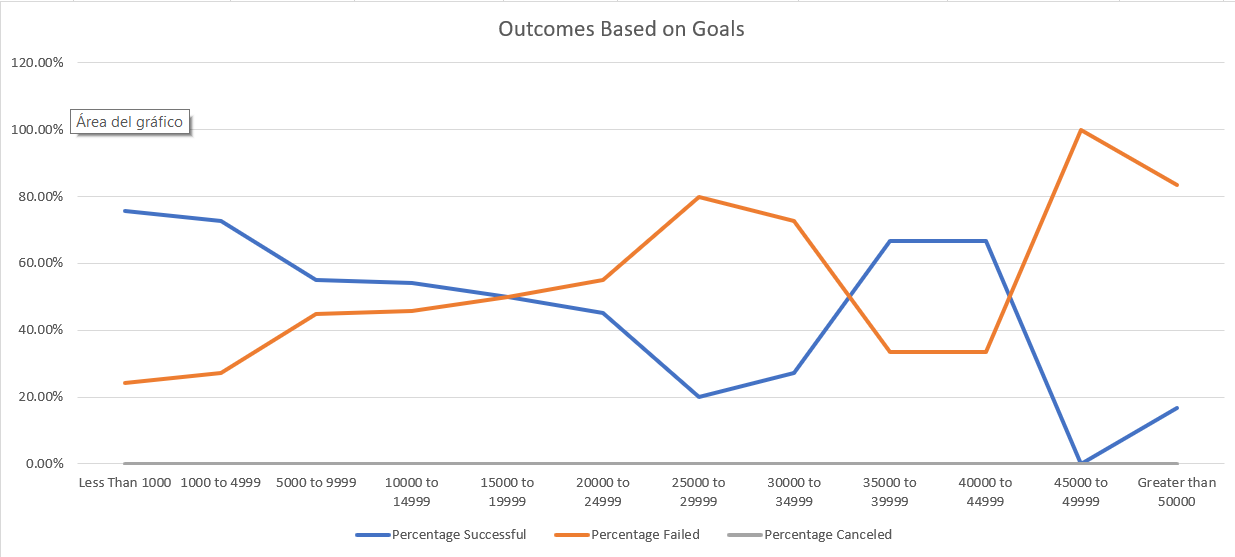 Outcomes Based on Goals
120.00%
Área del gráfico
100.00%
80.00%
60.00%
40.00%
20.00%
0.00%
Less Than 1000
1000 to 4999
5000 to 9999
10000 to
14999
15000 to
19999
20000 to
24999
25000 to
29999
30000 to
34999
35000 to
39999
40000 to
44999
45000 to
49999
Greater than
50000
Percentage Successful
Percentage Failed
Percentage Canceled